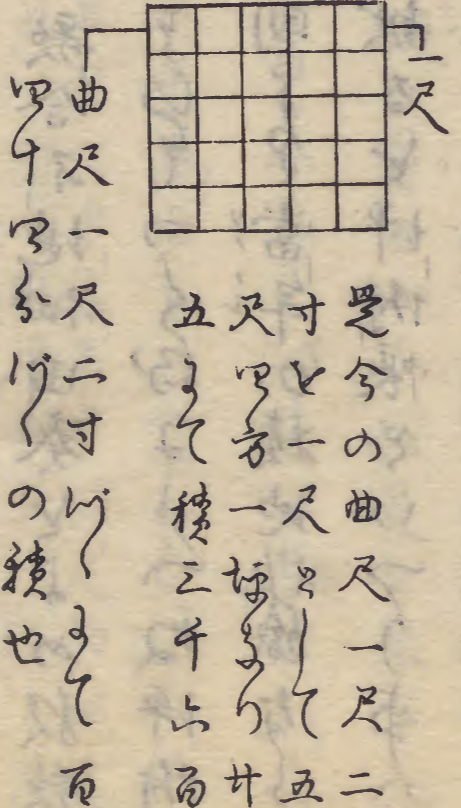 一尺
是今の曲尺一尺二
寸を一尺として五
尺四方一坪なり廿
五にて積三千六百
曲尺一尺二寸づゝにて百
四十四分づゝの積也